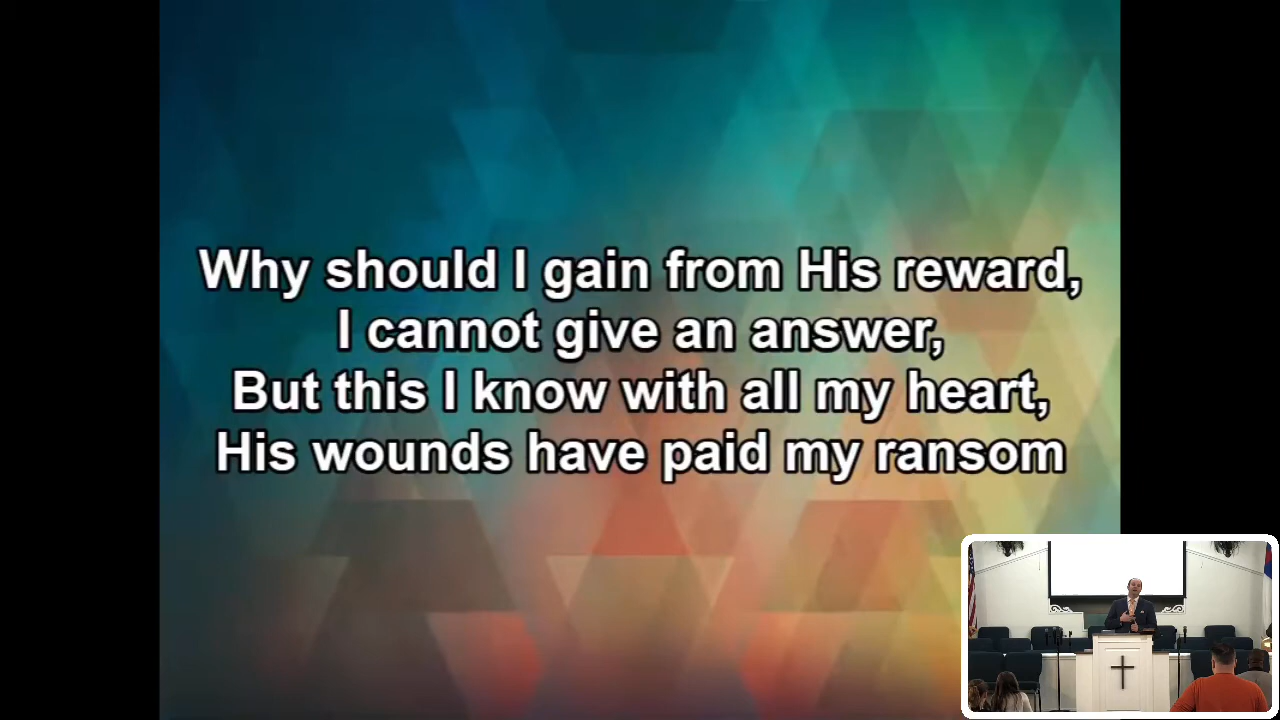 Why should I gain from His reward,
I cannot give an answer,
But this I know with all my heart,
His wounds have paid my ransom